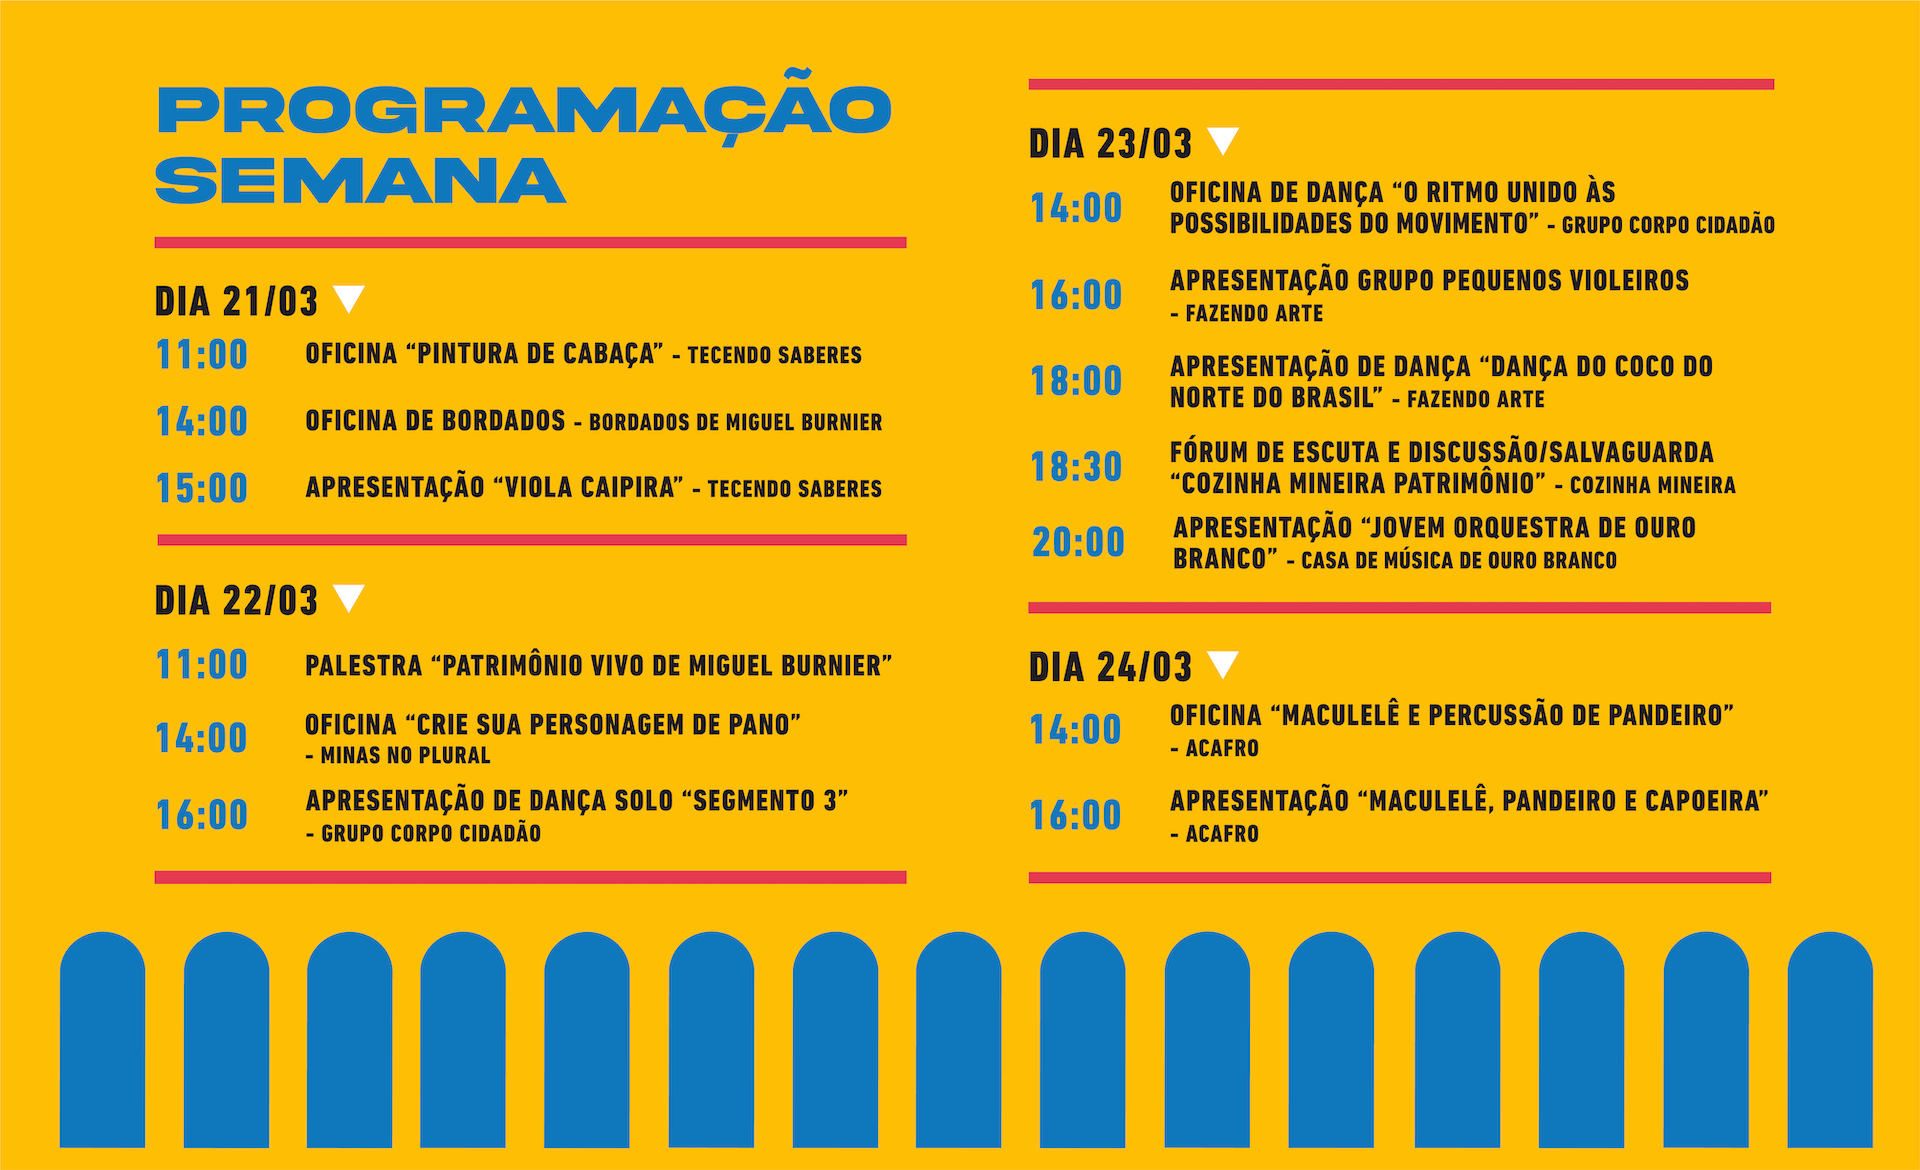 PROGRAMAÇÃO
SEMANA
DIA 21/03
11:00 OFICINA “PINTURA DE CABAÇA” - TECENDO SABERES
14:00 OFICINA DE BORDADOS - BORDADOS DE MIGUEL BURNIER
15:00 APRESENTAÇÃO “VIOLA CAIPIRA” - TECENDO SABERES
DIA 22/03
11:00 PALESTRA “PATRIMÔNIO VIVO DE MIGUEL BURNIER”
14:00 OFICINA “CRIE SUA PERSONAGEM DE PANO”
- MINAS NO PLURAL
16:00 APRESENTAÇÃO DE DANÇA SOLO “SEGMENTO 3”
- GRUPO CORPO CIDADÃO
DIA 23/03
14:00 OFICINA DE DANÇA “O RITMO UNIDO ÀS
POSSIBILIDADES DO MOVIMENTO” - GRUPO CORPO CIDADÃO
16:00 APRESENTAÇÃO GRUPO PEQUENOS VIOLEIROS
- FAZENDO ARTE
18:00 APRESENTAÇÃO DE DANÇA “DANÇA DO COCO DO
NORTE DO BRASIL” - FAZENDO ARTE
18:30 FÓRUM DE ESCUTA E DISCUSSÃO/SALVAGUARDA
“COZINHA MINEIRA PATRIMÔNIO” - COZINHA MINEIRA
20:00 APRESENTAÇÃO “JOVEM ORQUESTRA DE OURO
BRANCO” - CASA DE MÚSICA DE OURO BRANCO
DIA 24/03
14:00 OFICINA “MACULELÊ E PERCUSSÃO DE PANDEIRO”
- ACAFRO
16:00 APRESENTAÇÃO “MACULELÊ, PANDEIRO E CAPOEIRA”
- ACAFRO